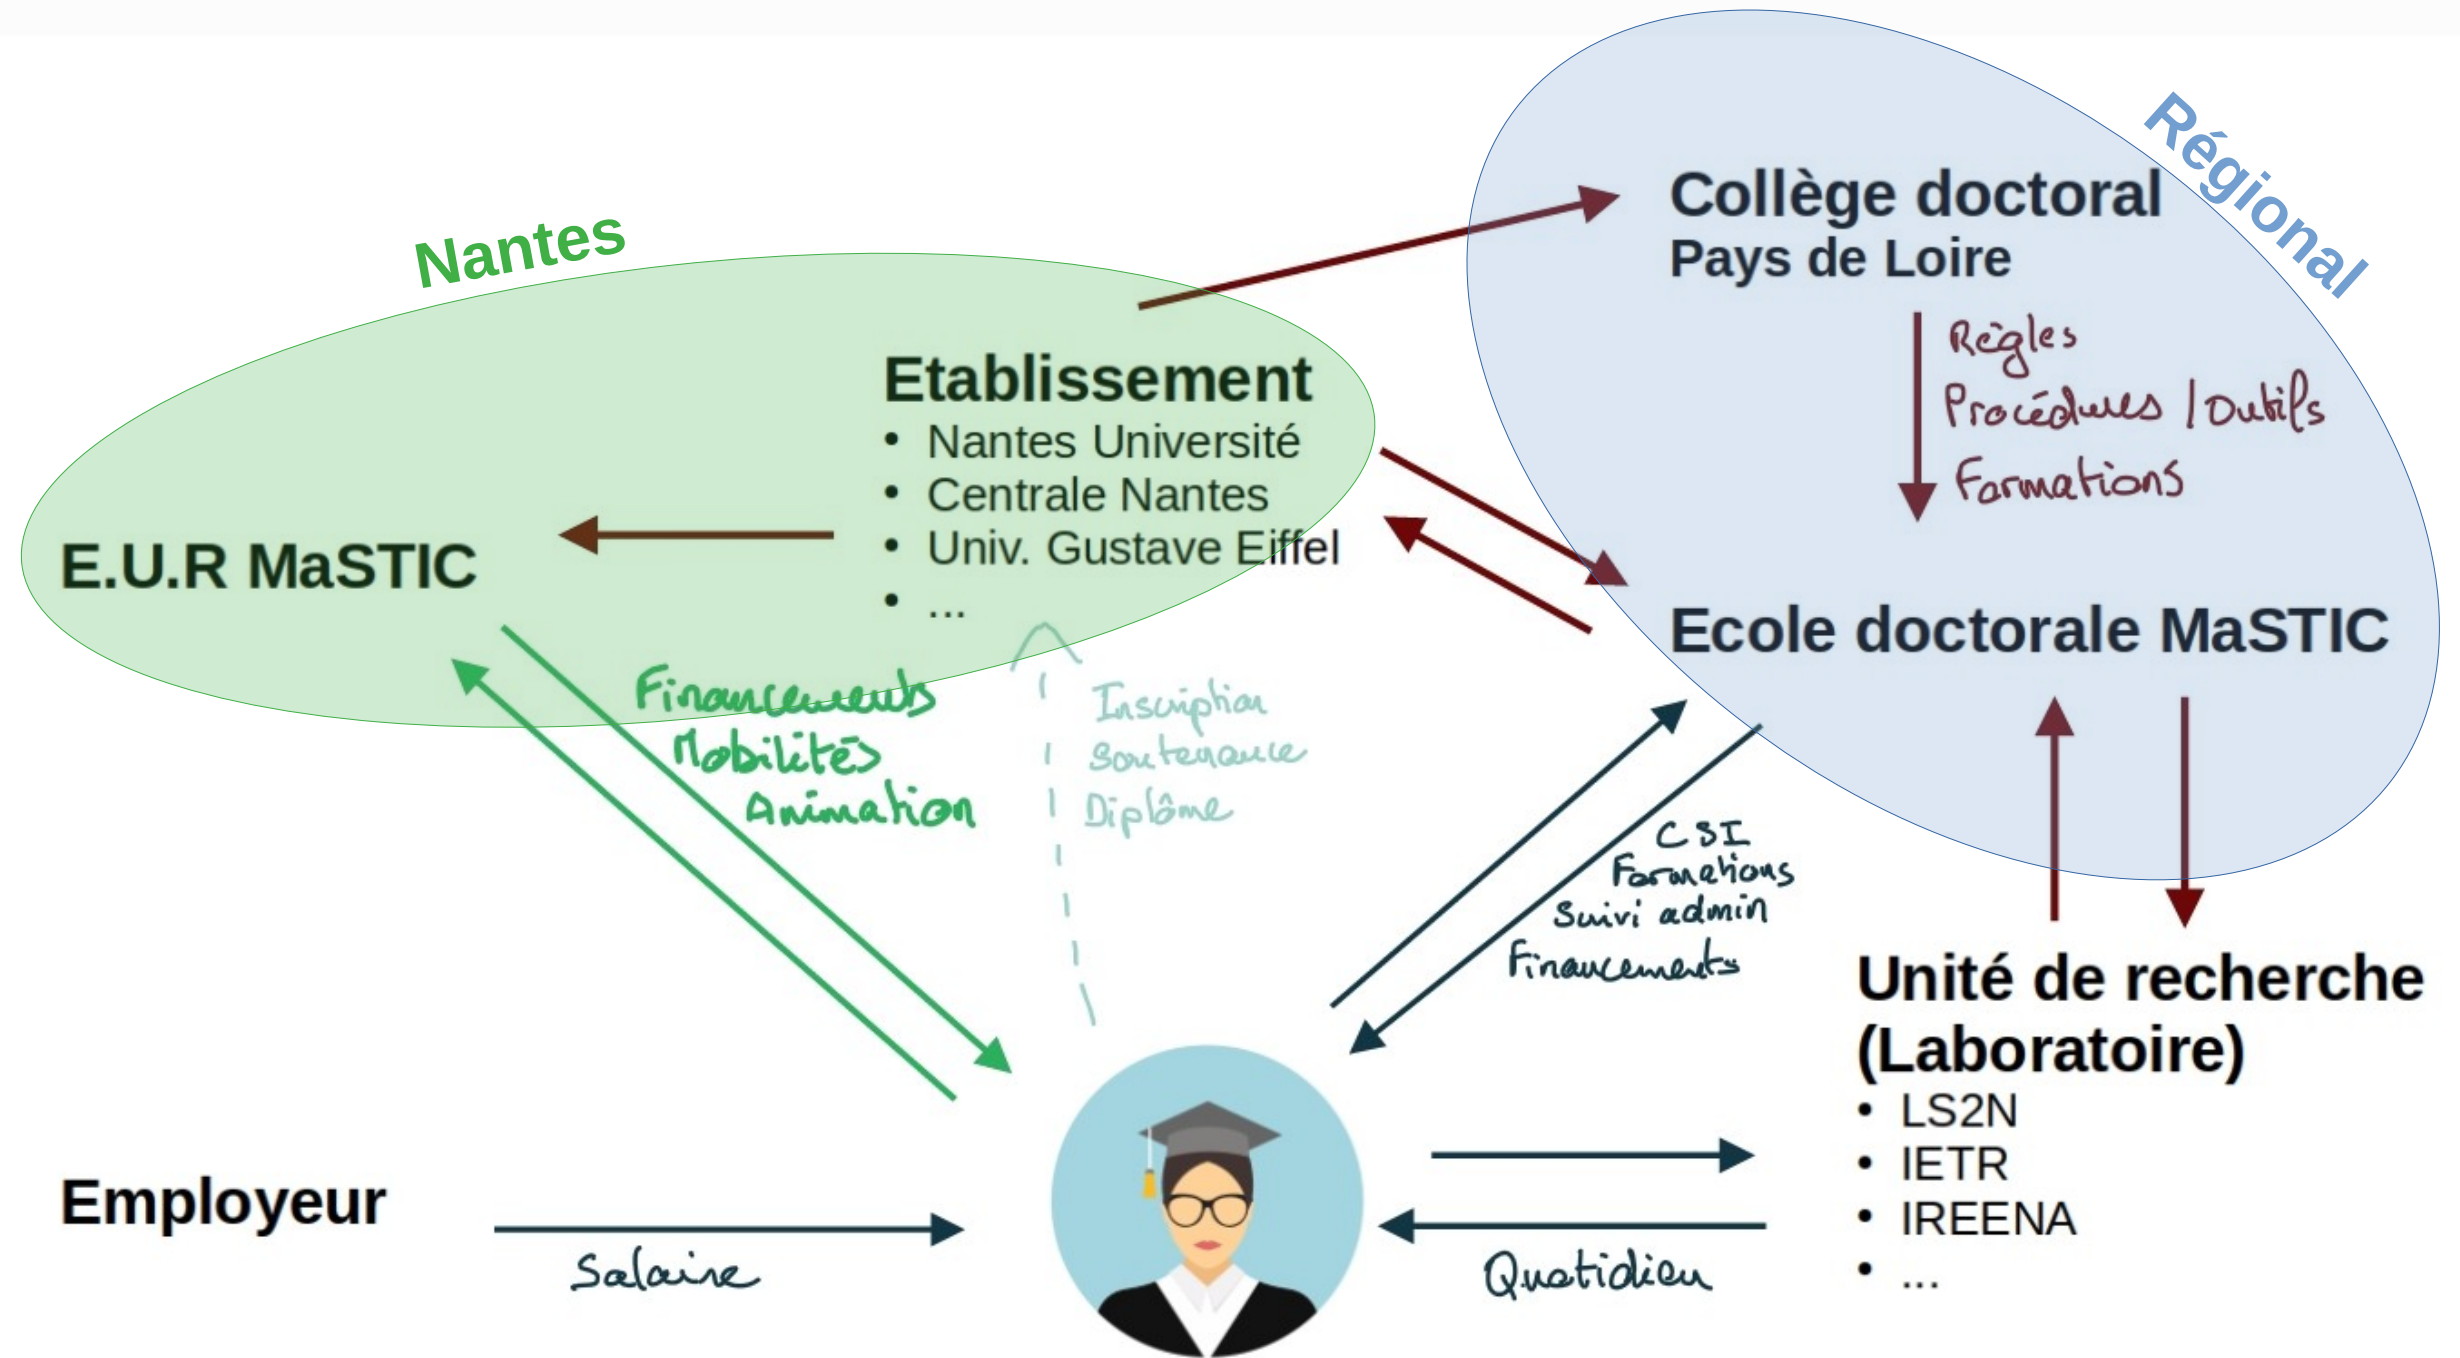 Nantes
Régional
Collège doctoral
Pays de Loire
Règles
Procédures / Outils
Formations
Etablissement
• Nantes Université
• Centrale Nantes
• Univ. Gustave Eiffel
• ...
E.U.R MaSTIC
Ecole doctorale MaSTIC
Financements
Mobilités
Animation
Inscription
Soutenance
Diplôme
CSI
Formations
Suivi admin
Financements
Unité de recherche
(Laboratoire)
• LS2N
• IETR
• IREENA
• ...
Employeur
Salaire
Quotidien